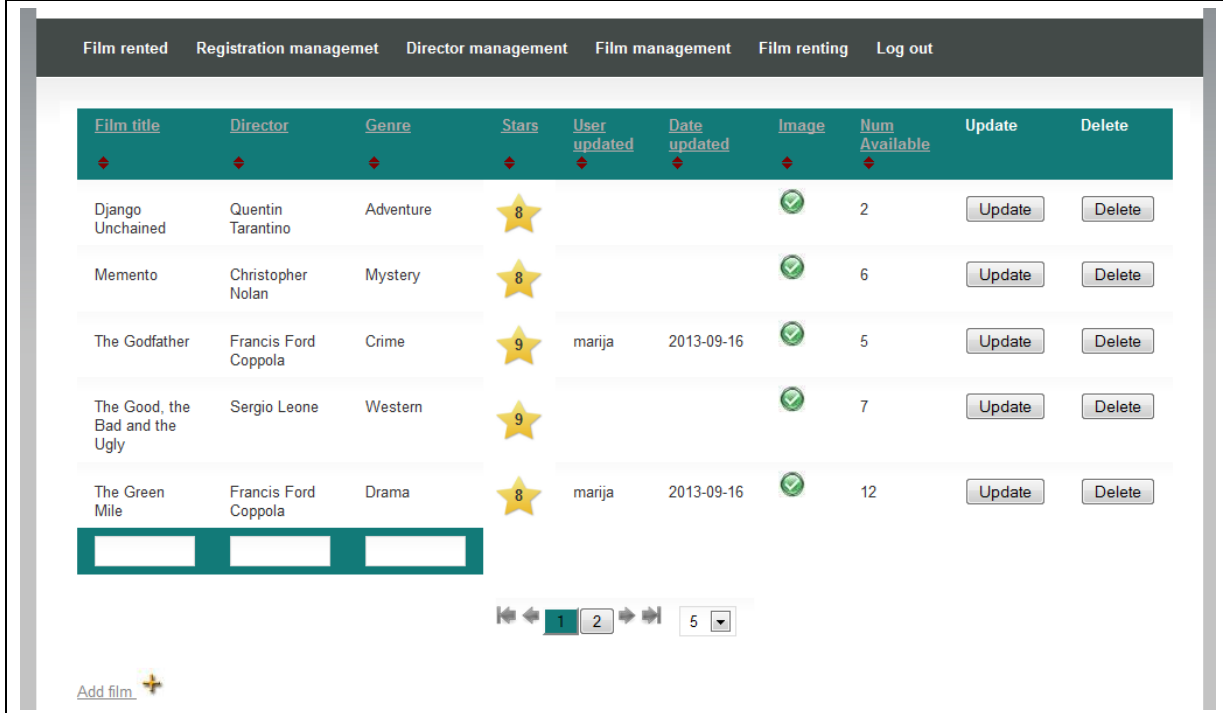 Film rented Registration managemet Director management Film management Film renting Log out
Film title Director Genre Stars User updated Date updated Image Num Available Update Delete
Django Unchained Quentin Tarantino Adventure 8 2 Update Delete
Memento Christopher Nolan Mystery 8 6 Update Delete
The Godfather Francis Ford Coppola Crime 9 marija 2013-09-16 5 Update Delete
The Good, the Bad and the Ugly Sergio Leone Western 9 7 Update Delete
The Green Mile Francis Ford Coppola Drama 8 marija 2013-09-16 12 Update Delete
1 2 5
Add film